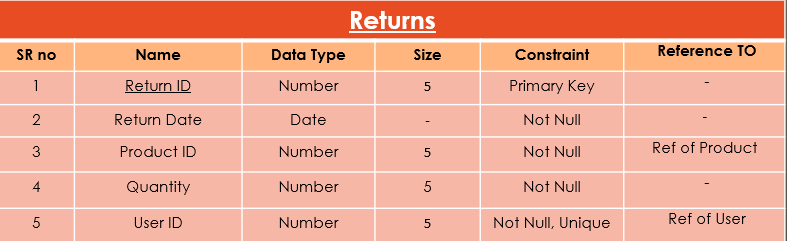 Returns
SR no Name Data Type Size Constraint Reference TO
1 Return ID Number 5 Primary Key -
2 Return Date Date - Not Null -
3 Product ID Number 5 Not Null Ref of Product
4 Quantity Number 5 Not Null -
5 User ID Number 5 Not Null, Unique Ref of User